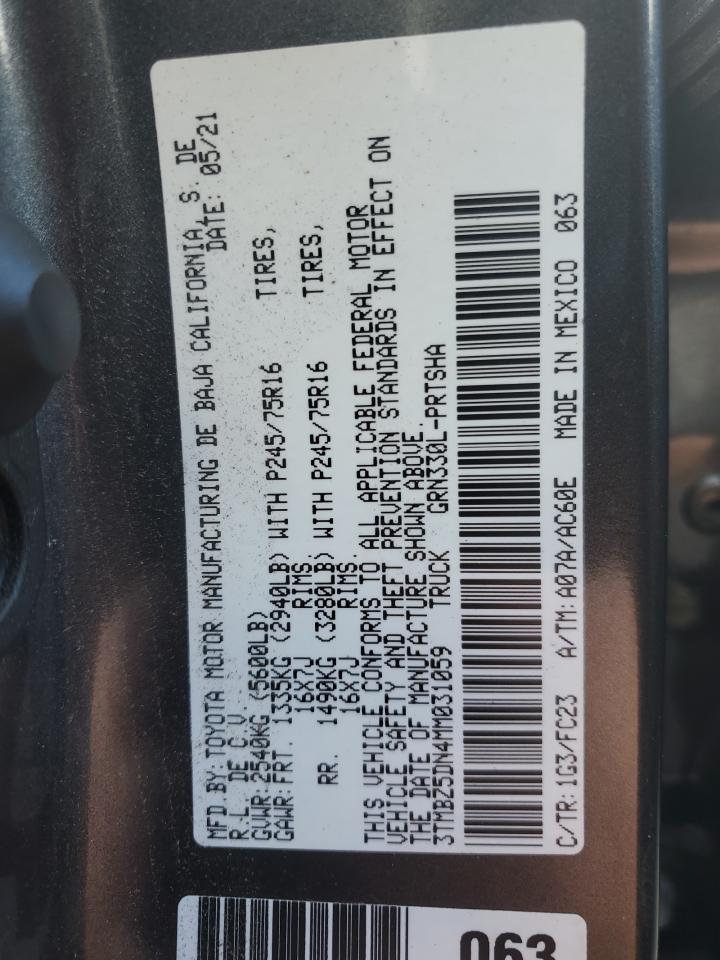 MFD.BY: TOYOTA MOTOR MANUFACTURING DE BAJA CALIFORNIA, S. DE
R.L. DE C.V. DATE: 05/21
GVWR: 2540KG (5600LB)
GAWR: FRT. 1335KG (2940LB) WITH P245/75R16 TIRES,
16X7J RIMS
RR. 1490KG (3280LB) WITH P245/75R16 TIRES,
16X7J RIMS.
THIS VEHICLE CONFORMS TO ALL APPLICABLE FEDERAL MOTOR
VEHICLE SAFETY AND THEFT PREVENTION STANDARDS IN EFFECT ON
THE DATE OF MANUFACTURE SHOWN ABOVE.
3TMBZ5DN4MM031059 TRUCK GRN330L-PRTSHA
C/TR: 1G3/FC23 A/TM: A07A/AC60E MADE IN MEXICO 063
063